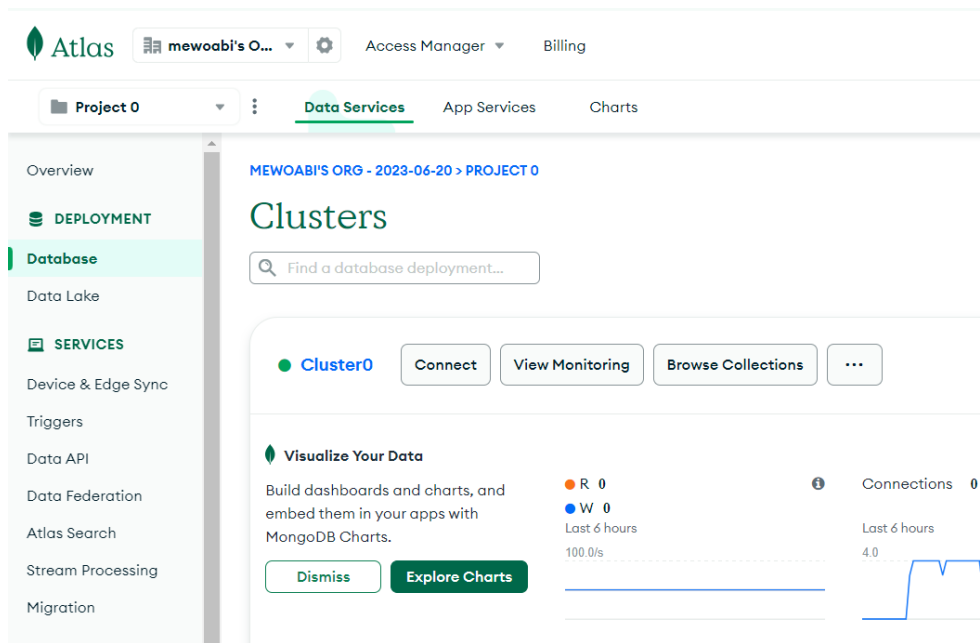 Atlas
mewoabi's O...
Access Manager
Billing
Project 0
Data Services
App Services
Charts
Overview
DEPLOYMENT
Database
Data Lake
SERVICES
Device & Edge Sync
Triggers
Data API
Data Federation
Atlas Search
Stream Processing
Migration
MEWOABI'S ORG - 2023-06-20 > PROJECT 0
Clusters
Find a database deployment...
Cluster0
Connect
View Monitoring
Browse Collections
...
Visualize Your Data
Build dashboards and charts, and
embed them in your apps with
MongoDB Charts.
Dismiss
Explore Charts
R 0
W 0
Last 6 hours
100.0/s
Connections 0
Last 6 hours
4.0